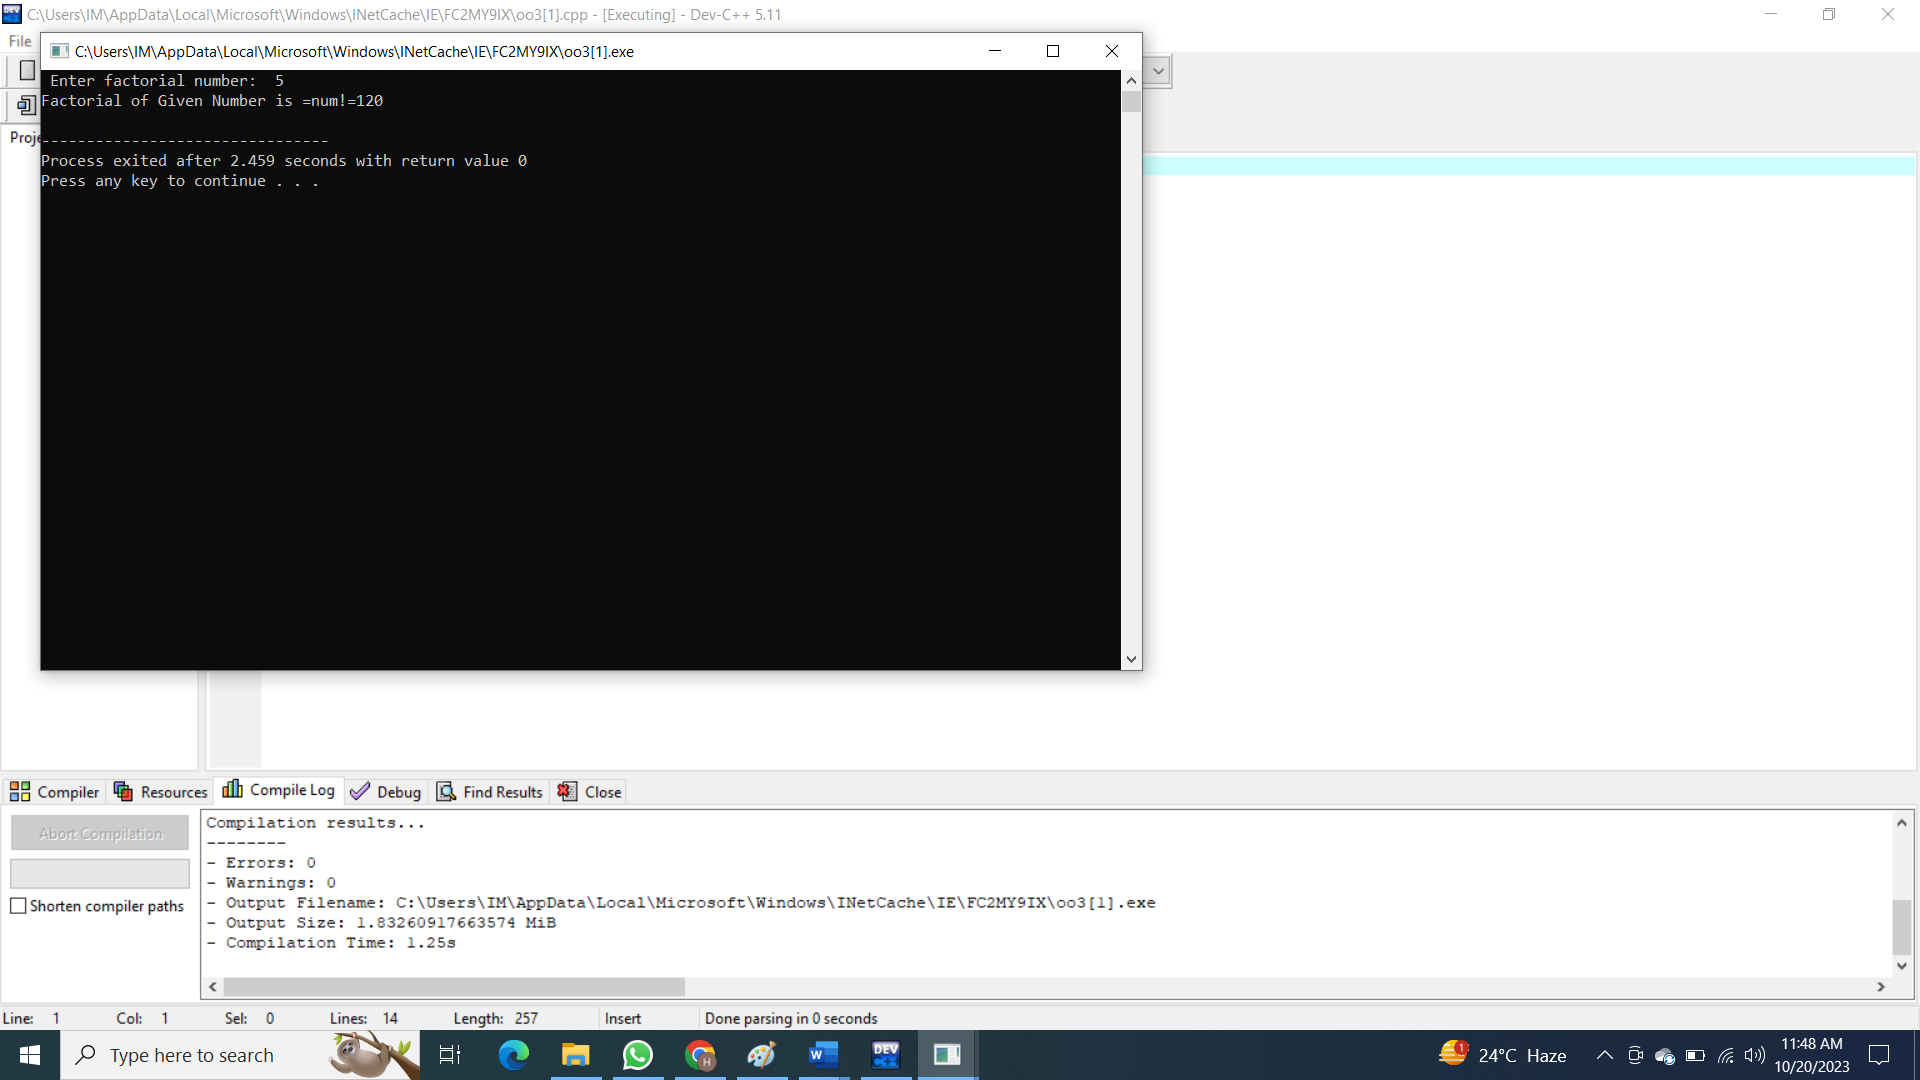 C:\Users\IM\AppData\Local\Microsoft\Windows\INetCache\IE\FC2MY9IX\oo3[1].cpp - [Executing] - Dev-C++ 5.11
File
C:\Users\IM\AppData\Local\Microsoft\Windows\INetCache\IE\FC2MY9IX\oo3[1].exe
Enter factorial number:  5
Factorial of Given Number is =num!=120
--------------------------------
Process exited after 2.459 seconds with return value 0
Press any key to continue . . .
Proje
Compiler Resources Compile Log Debug Find Results Close
Abort Compilation
Shorten compiler paths
Compilation results...
--------
- Errors: 0
- Warnings: 0
- Output Filename: C:\Users\IM\AppData\Local\Microsoft\Windows\INetCache\IE\FC2MY9IX\oo3[1].exe
- Output Size: 1.83260917663574 MiB
- Compilation Time: 1.25s
Line: 1 Col: 1 Sel: 0 Lines: 14 Length: 257 Insert Done parsing in 0 seconds
Type here to search
H
W
DEV
1
24°C Haze
11:48 AM
10/20/2023